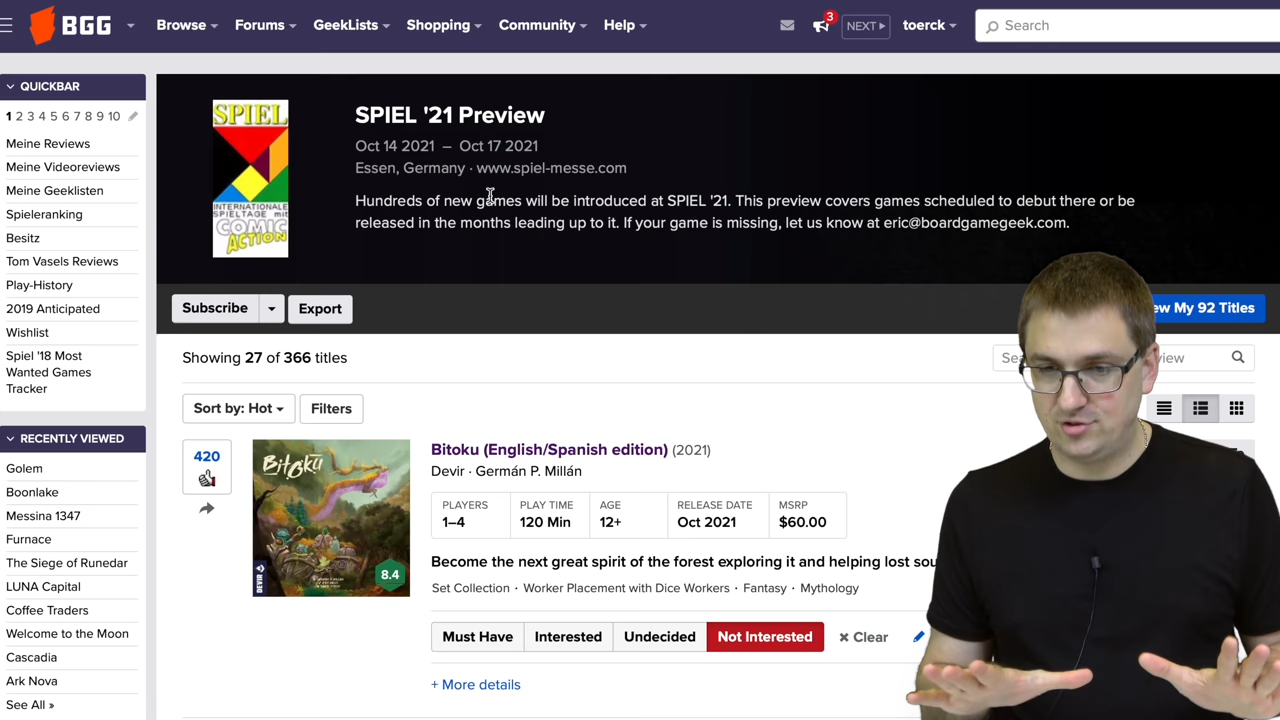 BGG
Browse
Forums
GeekLists
Shopping
Community
Help
3
NEXT
toerck
Search
QUICKBAR
1 2 3 4 5 6 7 8 9 10
Meine Reviews
Meine Videoreviews
Meine Geeklisten
Spieleranking
Besitz
Tom Vasels Reviews
Play-History
2019 Anticipated
Wishlist
Spiel '18 Most
Wanted Games
Tracker
RECENTLY VIEWED
Golem
Boonlake
Messina 1347
Furnace
The Siege of Runedar
LUNA Capital
Coffee Traders
Welcome to the Moon
Cascadia
Ark Nova
See All »
SPIEL
INTERNATIONALE
SPIELTAGE mit
COMIC
ACTION
SPIEL '21 Preview
Oct 14 2021 – Oct 17 2021
Essen, Germany · www.spiel-messe.com
Hundreds of new games will be introduced at SPIEL '21. This preview covers games scheduled to debut there or be
released in the months leading up to it. If your game is missing, let us know at eric@boardgamegeek.com.
Subscribe
Export
My 92 Titles
Showing 27 of 366 titles
Sort by: Hot
Filters
420
Bitoku
DEVIR
8.4
Bitoku (English/Spanish edition) (2021)
Devir · Germán P. Millán
PLAYERS
1–4
PLAY TIME
120 Min
AGE
12+
RELEASE DATE
Oct 2021
MSRP
$60.00
Become the next great spirit of the forest exploring it and helping lost
Set Collection · Worker Placement with Dice Workers · Fantasy · Mythology
Must Have
Interested
Undecided
Not Interested
Clear
+ More details